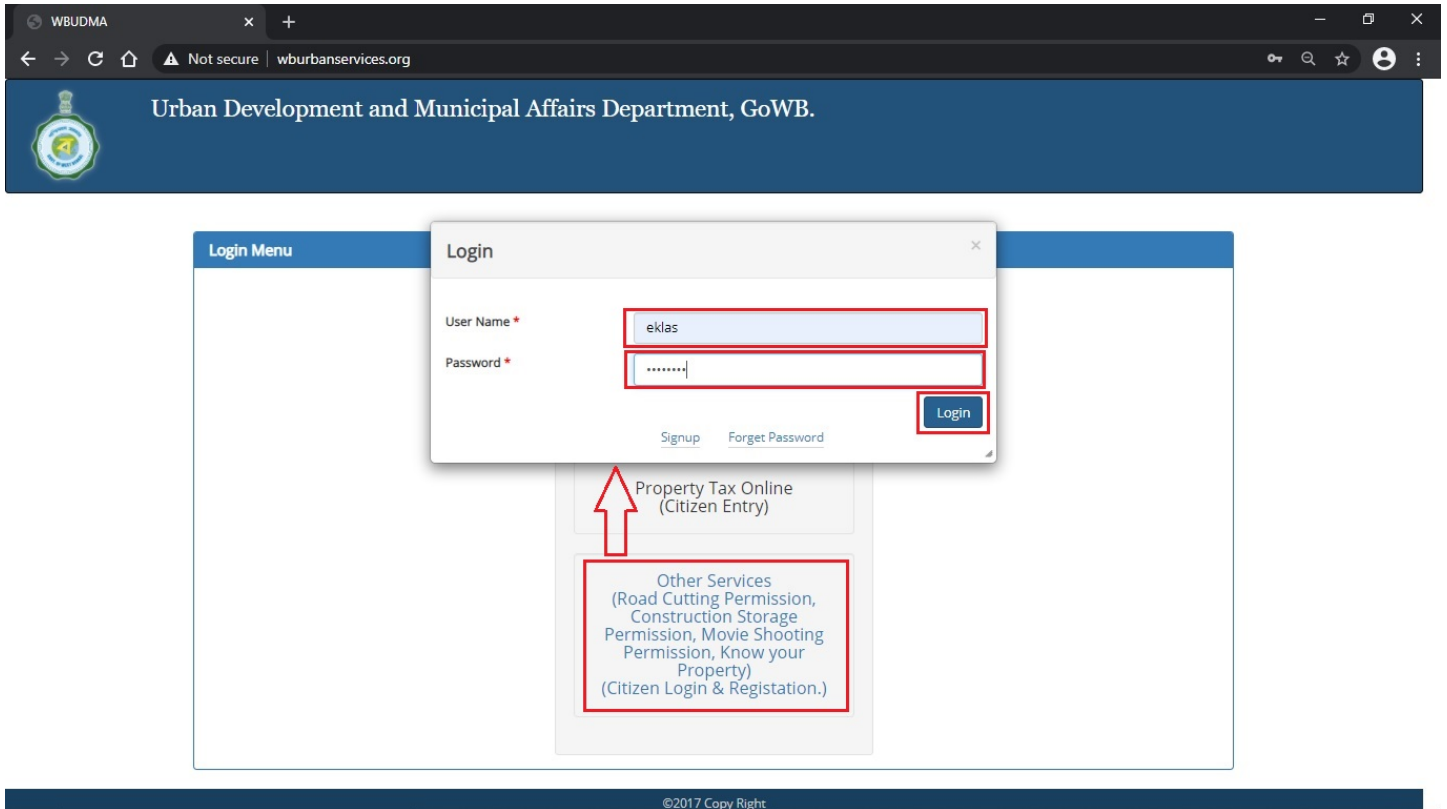 WBUDMA
Not secure | wburbanservices.org
Urban Development and Municipal Affairs Department, GoWB.
Login Menu
Login
User Name *
eklas
Password *
••••••••
Login
Signup Forget Password
Property Tax Online
(Citizen Entry)
Other Services
(Road Cutting Permission,
Construction Storage
Permission, Movie Shooting
Permission, Know your
Property)
(Citizen Login & Registation.)
©2017 Copy Right